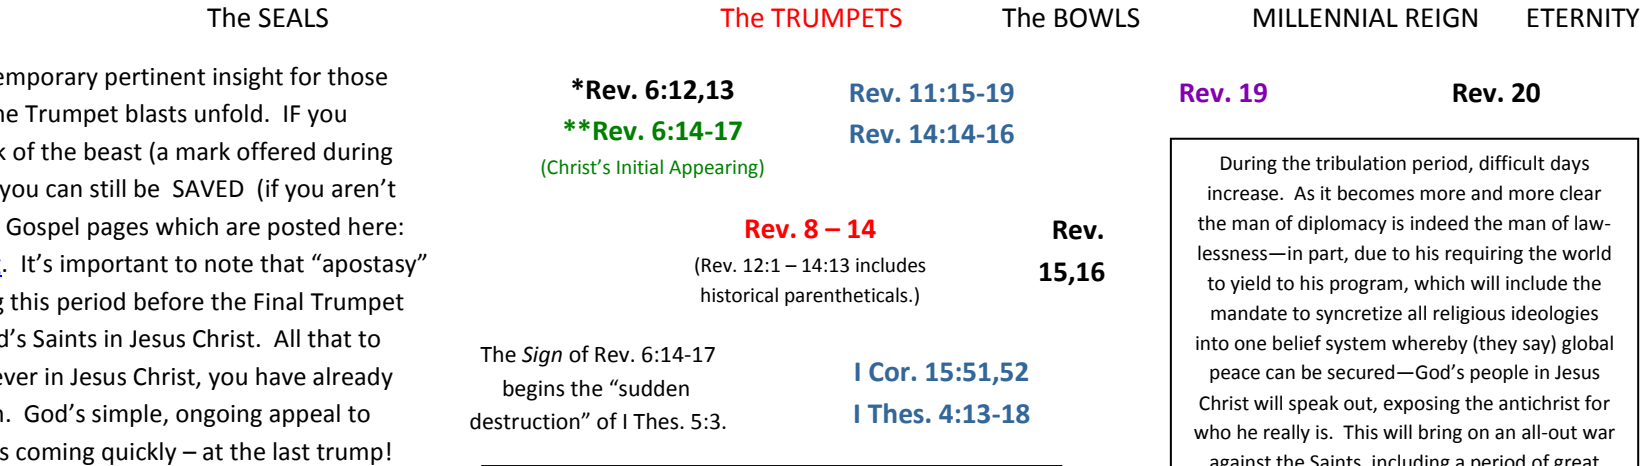 The SEALS The TRUMPETS The BOWLS MILLENNIAL REIGN ETERNITY
emporary pertinent insight for those
ne Trumpet blasts unfold.  IF you
k of the beast (a mark offered during
you can still be  SAVED  (if you aren't
Gospel pages which are posted here:
.  It's important to note that "apostasy"
g this period before the Final Trumpet
d's Saints in Jesus Christ.  All that to
ever in Jesus Christ, you have already
n.  God's simple, ongoing appeal to
s coming quickly – at the last trump!
*Rev. 6:12,13
**Rev. 6:14-17
(Christ's Initial Appearing)
Rev. 11:15-19
Rev. 14:14-16
Rev. 8 – 14
(Rev. 12:1 – 14:13 includes
historical parentheticals.)
Rev.
15,16
The Sign of Rev. 6:14-17
begins the "sudden
destruction" of I Thes. 5:3.
I Cor. 15:51,52
I Thes. 4:13-18
Rev. 19
Rev. 20
During the tribulation period, difficult days
increase.  As it becomes more and more clear
the man of diplomacy is indeed the man of law-
lessness—in part, due to his requiring the world
to yield to his program, which will include the
mandate to syncretize all religious ideologies
into one belief system whereby (they say) global
peace can be secured—God's people in Jesus
Christ will speak out, exposing the antichrist for
who he really is.  This will bring on an all-out war
against the Saints, including a period of great